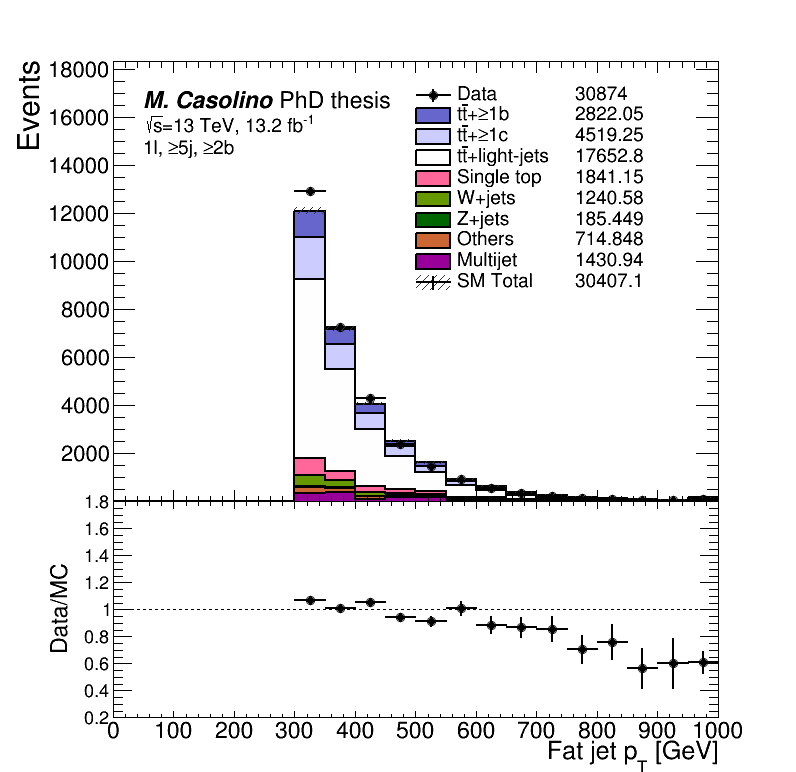 Events
18000
16000
14000
12000
10000
8000
6000
4000
2000
M. Casolino PhD thesis
√s=13 TeV, 13.2 fb⁻¹
1l, ≥5j, ≥2b
Data 30874
tt̄+≥1b 2822.05
tt̄+≥1c 4519.25
tt̄+light-jets 17652.8
Single top 1841.15
W+jets 1240.58
Z+jets 185.449
Others 714.848
Multijet 1430.94
SM Total 30407.1
Data/MC
1.8
1.6
1.4
1.2
1
0.8
0.6
0.4
0.2
0 100 200 300 400 500 600 700 800 900 1000
Fat jet p_T [GeV]